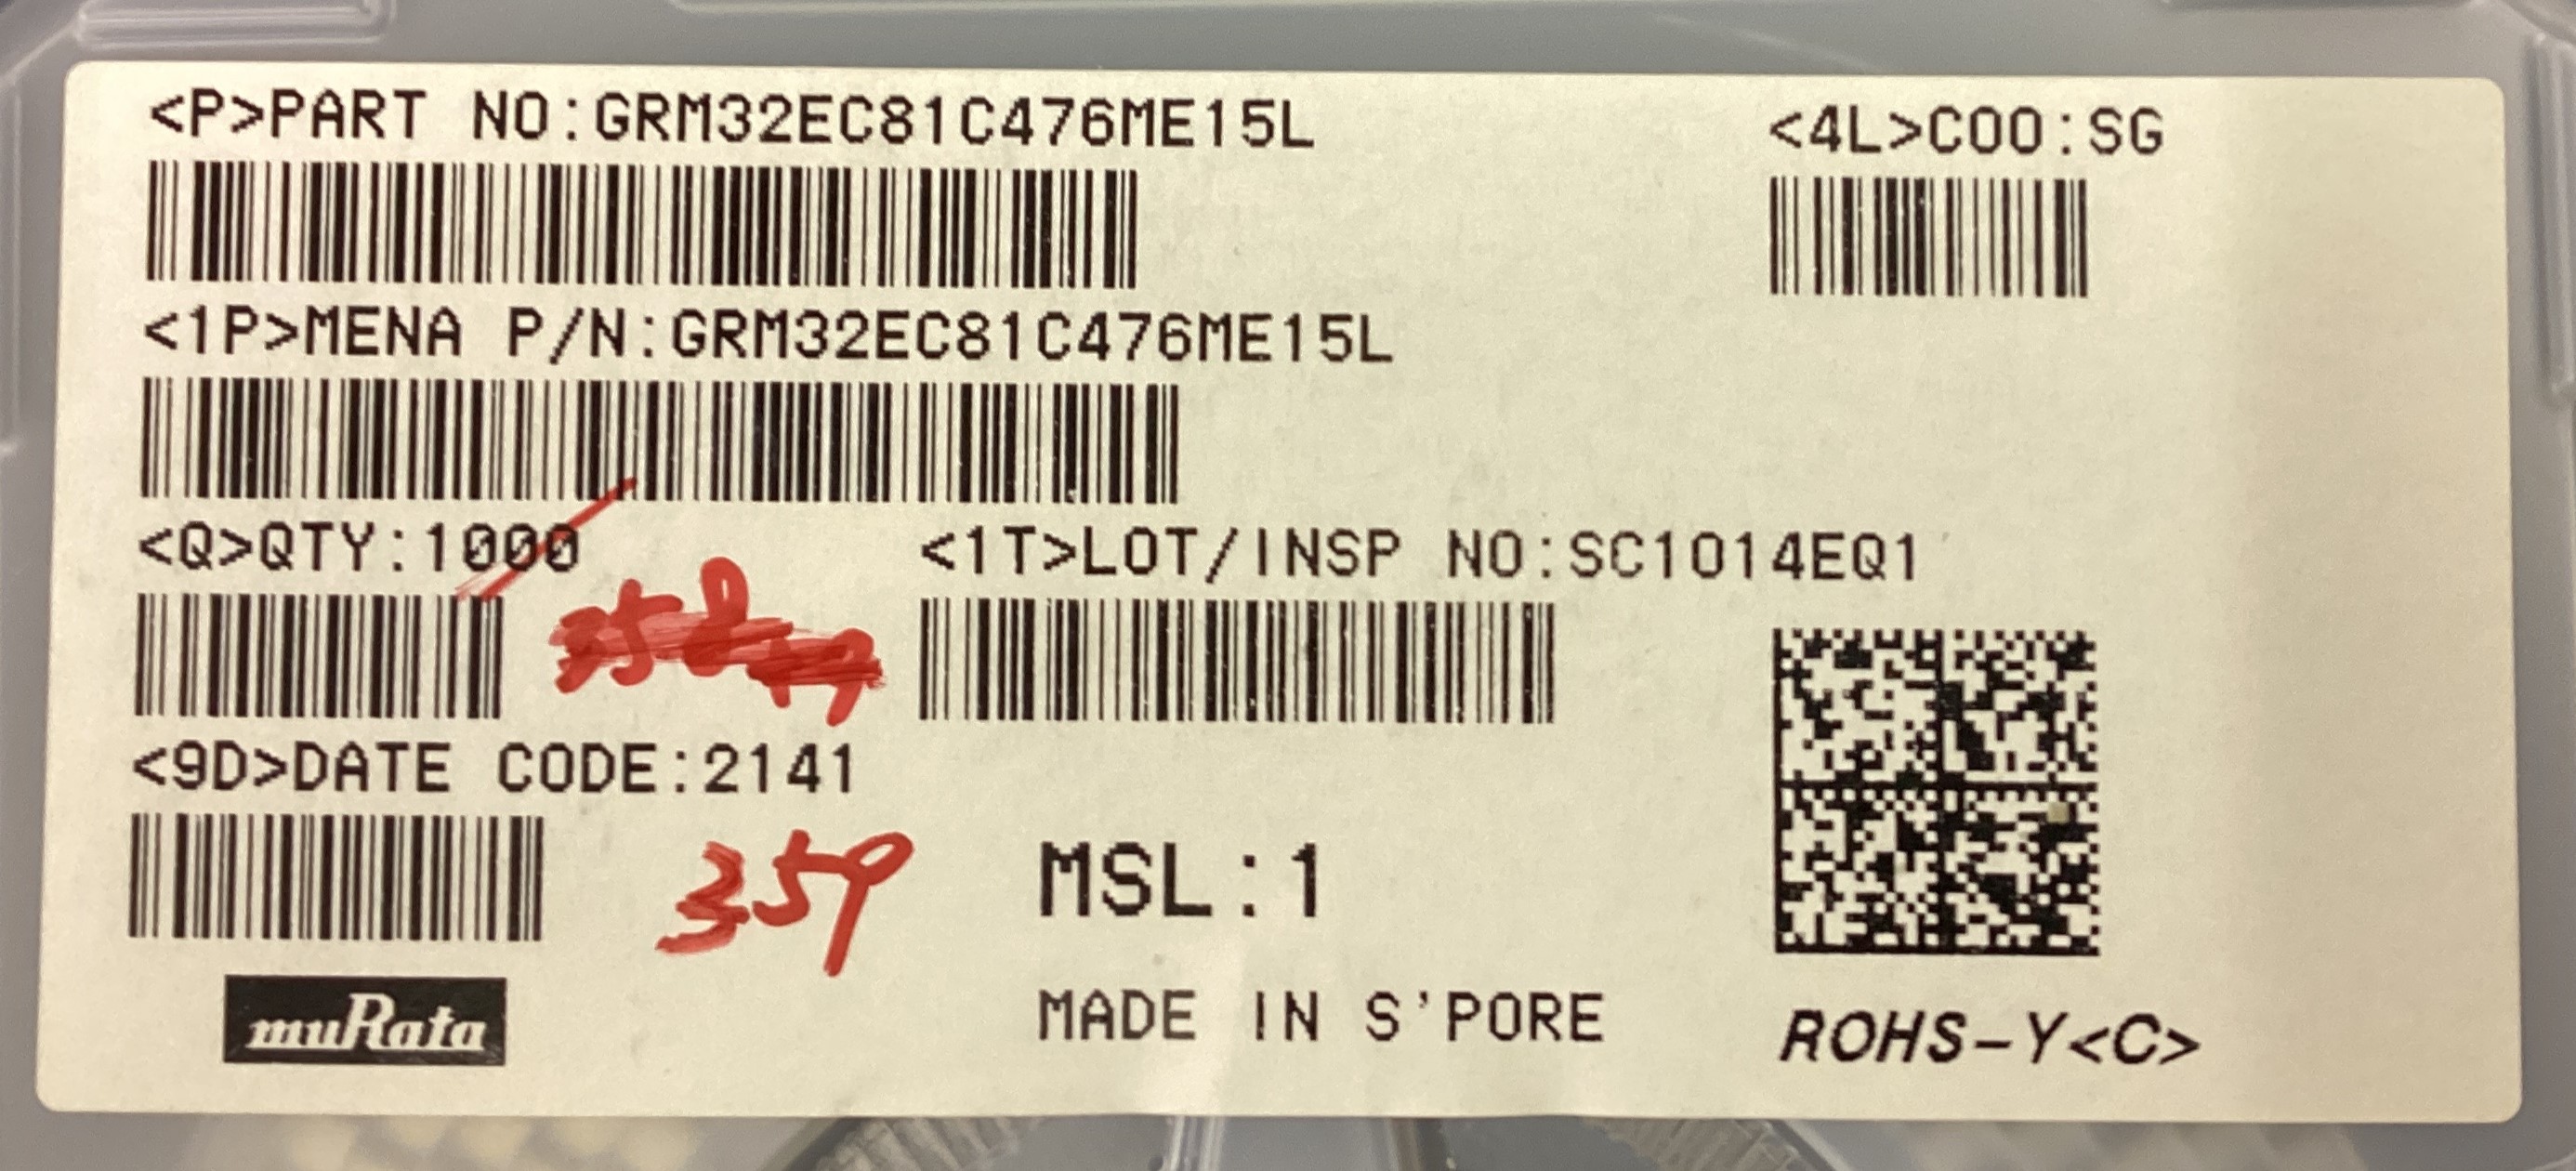 <P>PART NO:GRM32EC81C476ME15L
<4L>COO:SG
<1P>MENA P/N:GRM32EC81C476ME15L
<Q>QTY:1000
<1T>LOT/INSP NO:SC1014EQ1
<9D>DATE CODE:2141
359
MSL:1
muRata
MADE IN S'PORE
ROHS-Y<C>